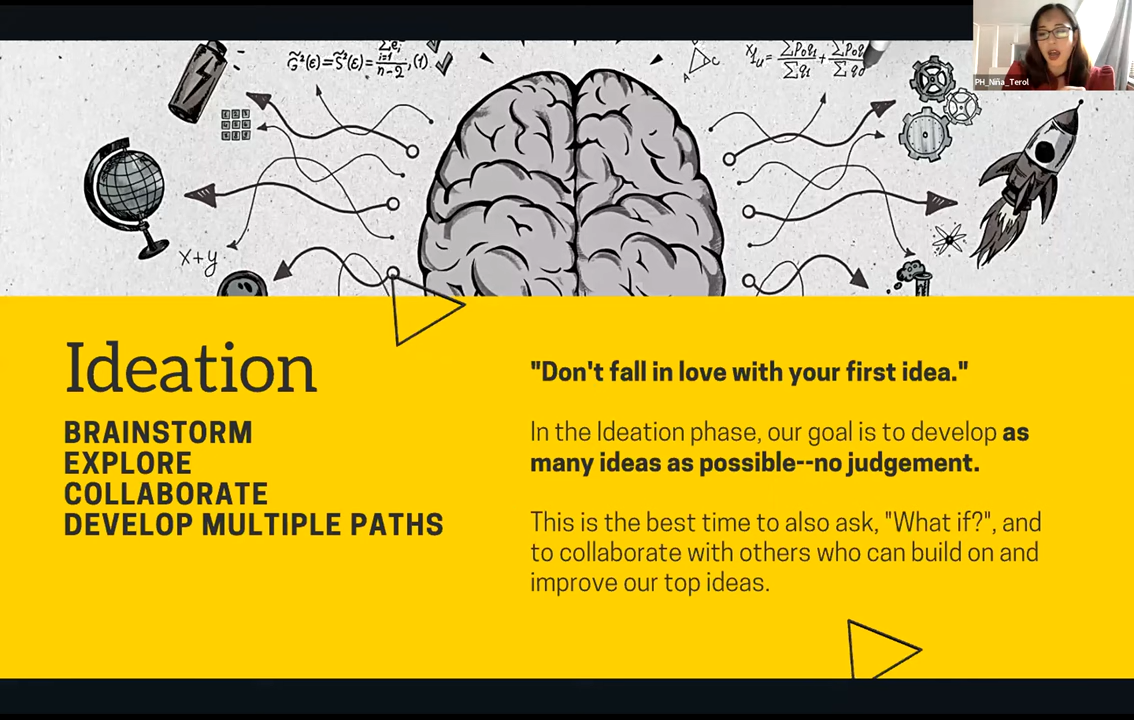 PH_Niña_Terol
x+y
Ideation
BRAINSTORM
EXPLORE
COLLABORATE
DEVELOP MULTIPLE PATHS
"Don't fall in love with your first idea."
In the Ideation phase, our goal is to develop as
many ideas as possible--no judgement.
This is the best time to also ask, "What if?", and
to collaborate with others who can build on and
improve our top ideas.